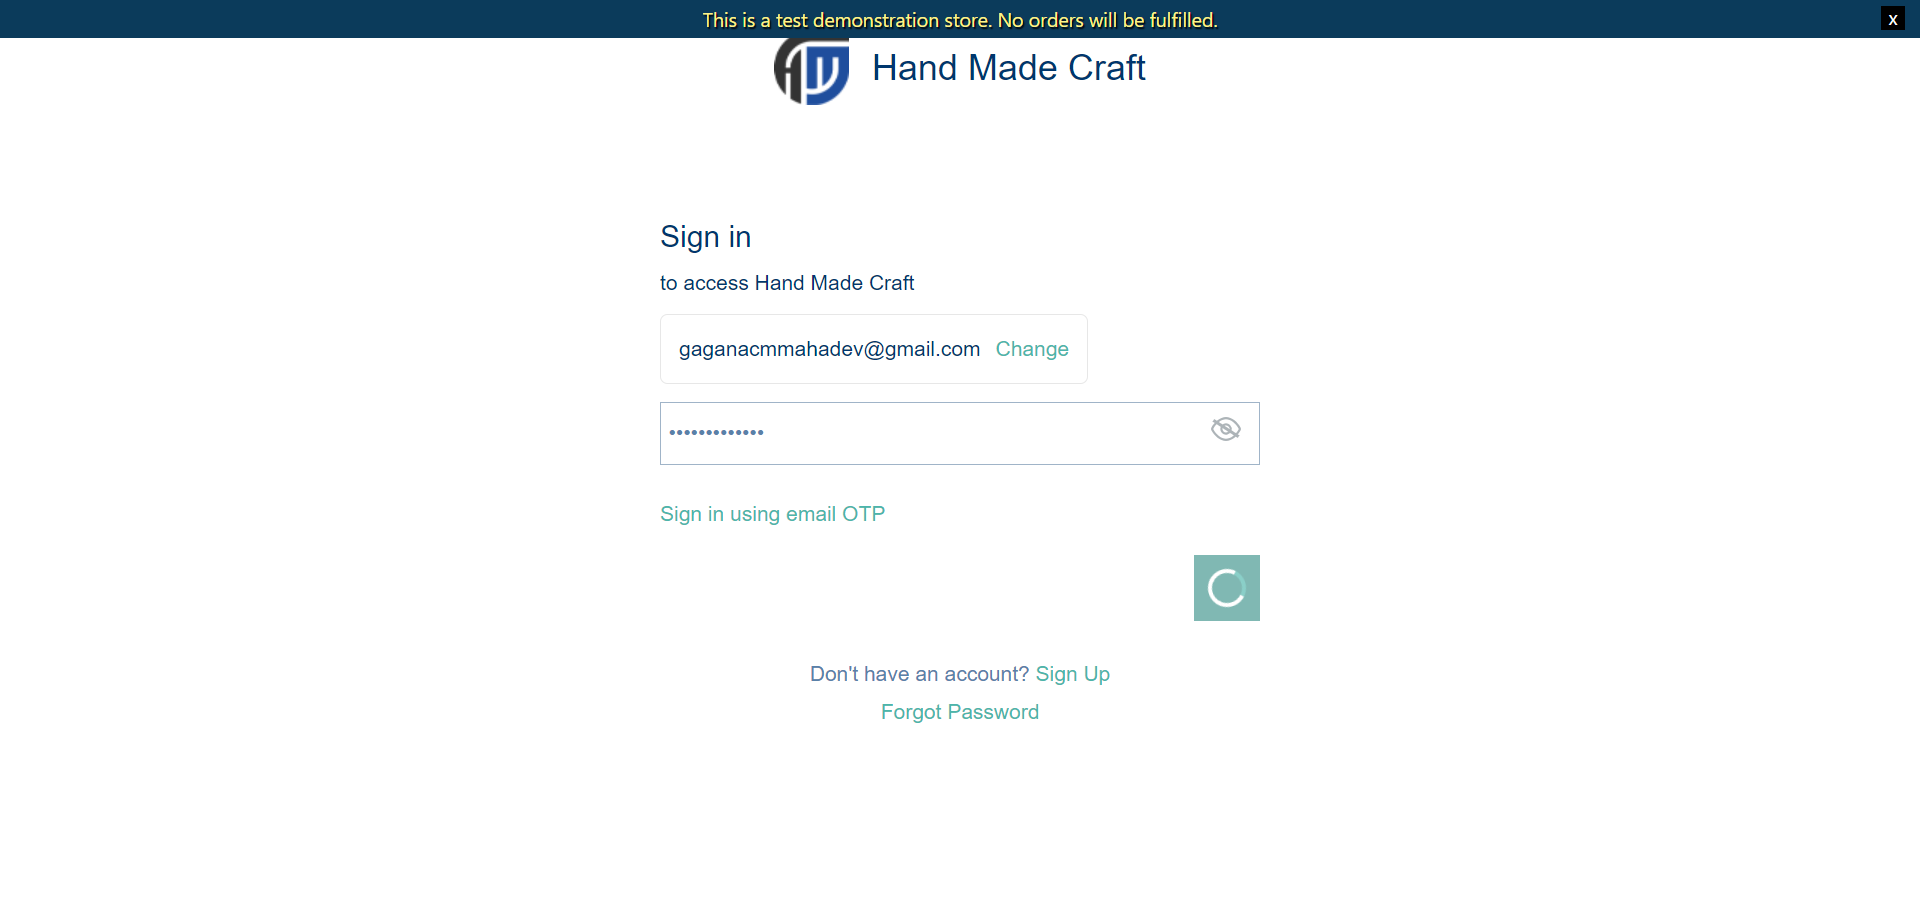 This is a test demonstration store. No orders will be fulfilled.
x
Hand Made Craft
Sign in
to access Hand Made Craft
gaganacmmahadev@gmail.com Change
•••••••••••••
Sign in using email OTP
Don't have an account? Sign Up
Forgot Password